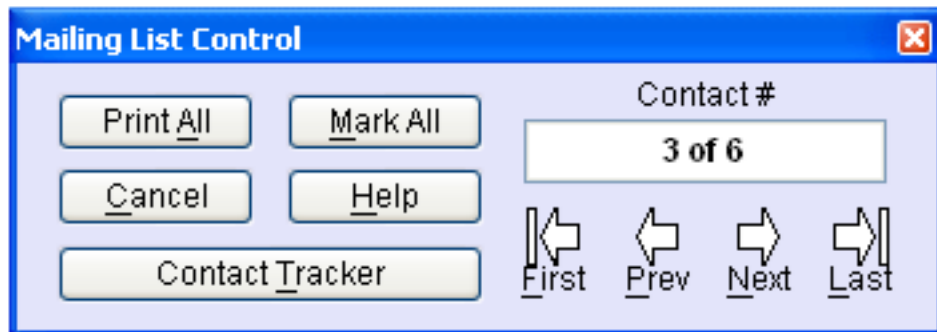 Mailing List Control
Print All
Mark All
Contact #
3 of 6
Cancel
Help
Contact Tracker
First
Prev
Next
Last